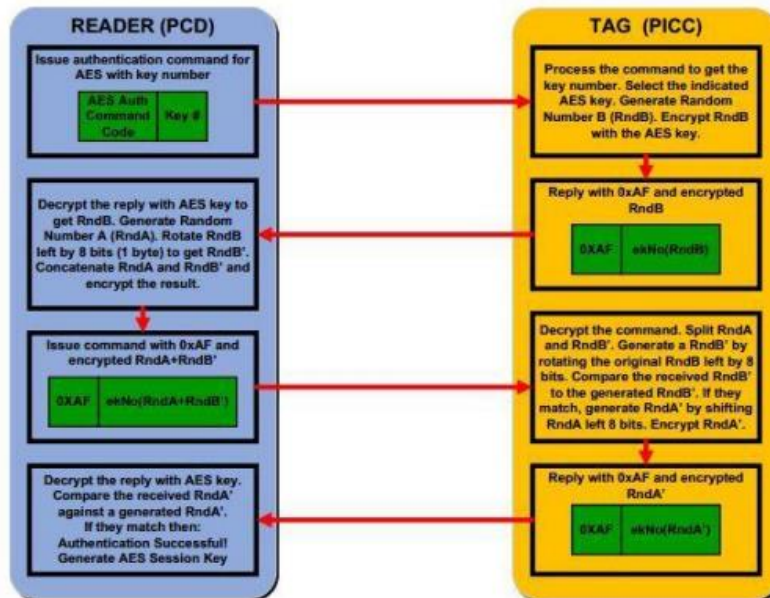 READER (PCD)
Issue authentication command for
AES with key number
AES Auth
Command
Code
Key #
Decrypt the reply with AES key to
get RndB. Generate Random
Number A (RndA). Rotate RndB
left by 8 bits (1 byte) to get RndB'.
Concatenate RndA and RndB' and
encrypt the result.
Issue command with 0xAF and
encrypted RndA+RndB'
0XAF
ekNo(RndA+RndB')
Decrypt the reply with AES key.
Compare the received RndA'
against a generated RndA'.
If they match then:
Authentication Successful!
Generate AES Session Key
TAG (PICC)
Process the command to get the
key number. Select the indicated
AES key. Generate Random
Number B (RndB). Encrypt RndB
with the AES key.
Reply with 0xAF and encrypted
RndB
0XAF
ekNo(RndB)
Decrypt the command. Split RndA
and RndB'. Generate a RndB' by
rotating the original RndB left by 8
bits. Compare the received RndB'
to the generated RndB'. If they
match, generate RndA' by shifting
RndA left 8 bits. Encrypt RndA'.
Reply with 0xAF and encrypted
RndA'
0XAF
ekNo(RndA')